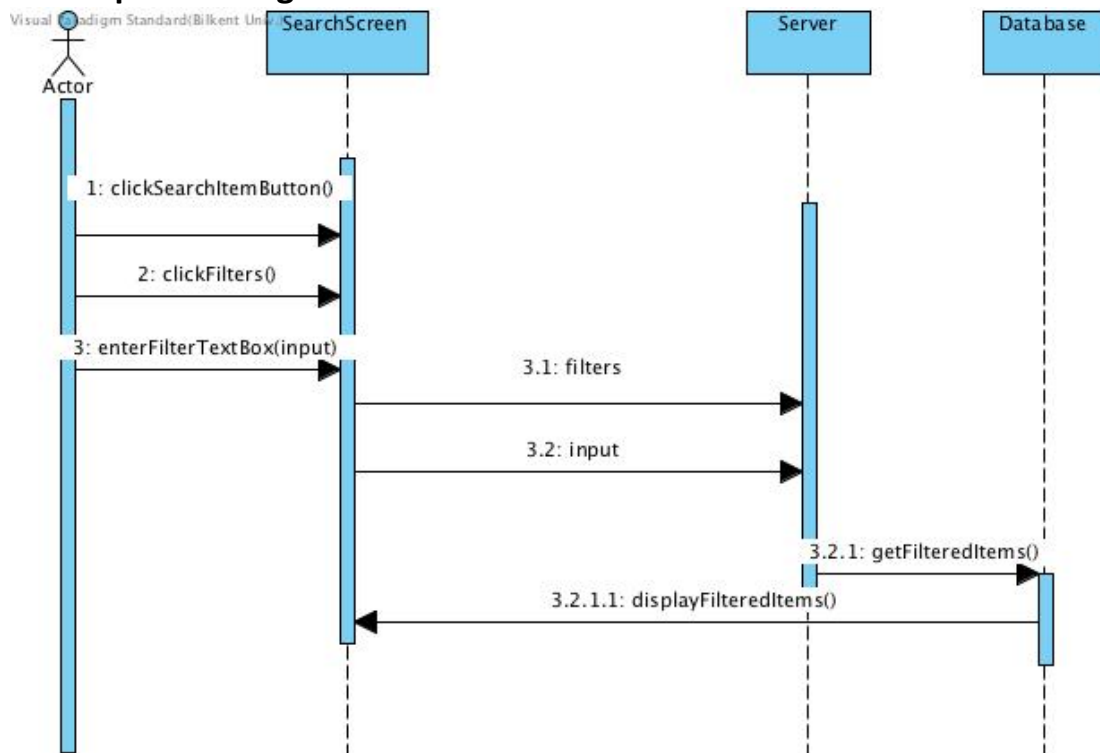 Visual Paradigm Standard(Bilkent Univ.)
SearchScreen
Server
Database
Actor
1: clickSearchItemButton()
2: clickFilters()
3: enterFilterTextBox(input)
3.1: filters
3.2: input
3.2.1: getFilteredItems()
3.2.1.1: displayFilteredItems()